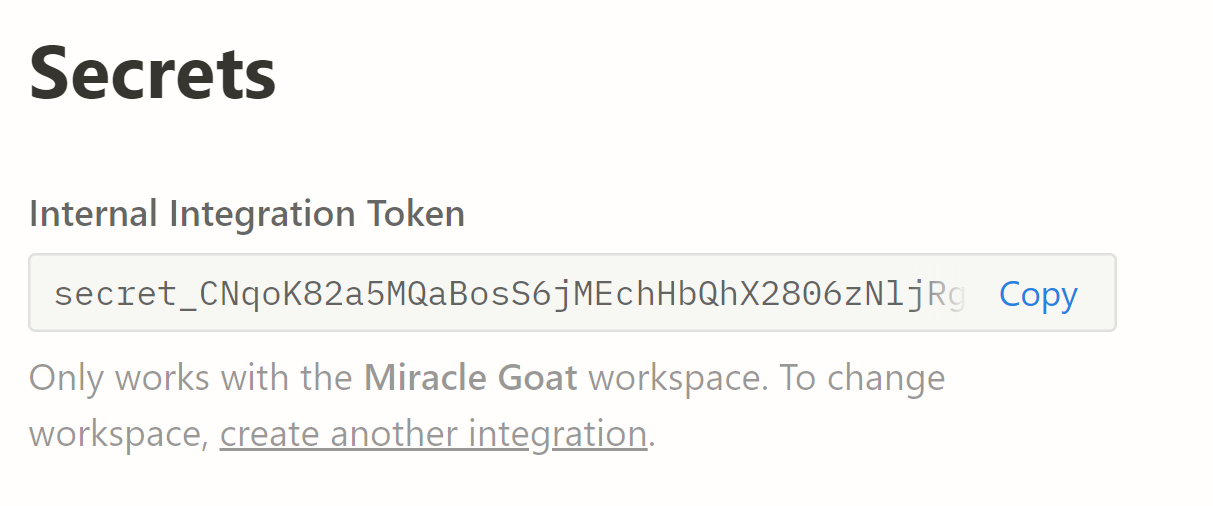 Secrets
Internal Integration Token
secret_CNqoK82a5MQaBosS6jMEchHbQhX2806zNljRg Copy
Only works with the Miracle Goat workspace. To change
workspace, create another integration.